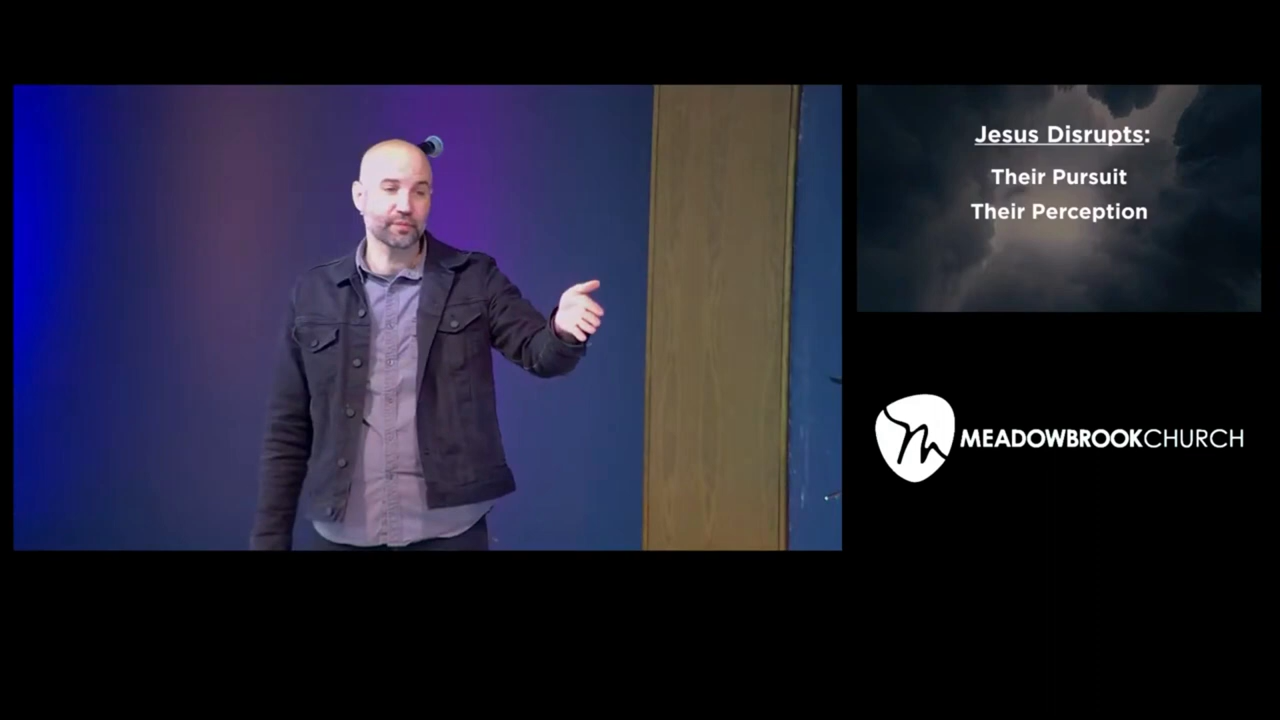 Jesus Disrupts:
Their Pursuit
Their Perception
MEADOWBROOKCHURCH